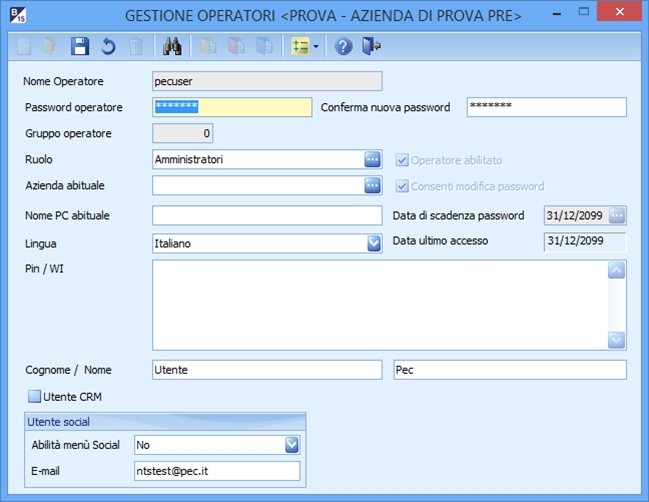 B 15 GESTIONE OPERATORI <PROVA - AZIENDA DI PROVA PRE>
Nome Operatore pecuser
Password operatore ******* Conferma nuova password *******
Gruppo operatore 0
Ruolo Amministratori Operatore abilitato
Azienda abituale Consenti modifica password
Nome PC abituale Data di scadenza password 31/12/2099
Lingua Italiano Data ultimo accesso 31/12/2099
Pin / WI
Cognome / Nome Utente Pec
Utente CRM
Utente social
Abilità menù Social No
E-mail ntstest@pec.it